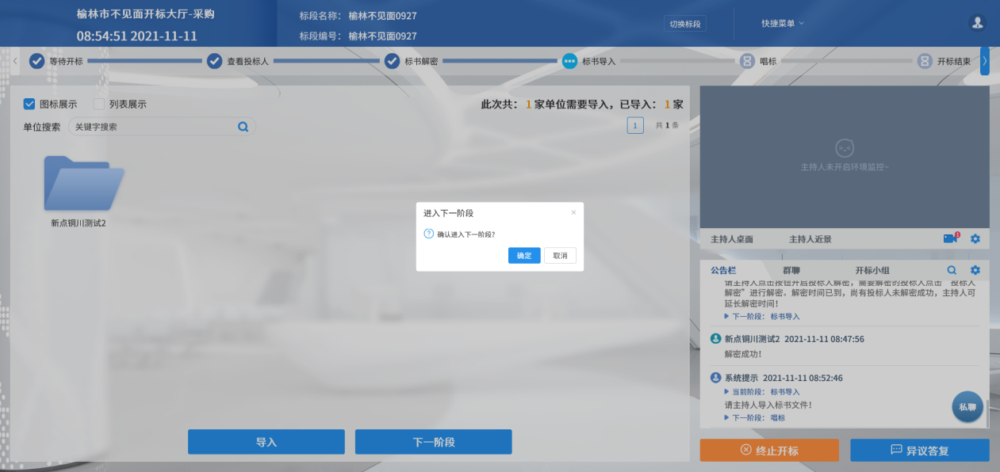 榆林市不见面开标大厅-采购
08:54:51 2021-11-11
标段名称： 榆林不见面0927
标段编号： 榆林不见面0927
切换标段
快捷菜单
等待开标
查看投标人
标书解密
标书导入
唱标
开标结束
图标展示 列表展示
此次共： 1 家单位需要导入，已导入： 1 家
单位搜索 关键字搜索
1 共 1 条
新点铜川测试2
进入下一阶段
确认进入下一阶段?
确定 取消
导入 下一阶段
>_<
主持人未开启环境监控~
主持人桌面 主持人近景 1
公告栏 群聊 开标小组
请主持人点击按钮开启投标人解密，需要解密的投标人点击“投标人
解密”进行解密。解密时间已到，尚有投标人未解密成功，主持人可
延长解密时间！
下一阶段： 标书导入
新点铜川测试2 2021-11-11 08:47:56
解密成功！
系统提示 2021-11-11 08:52:46
当前阶段： 标书导入
请主持人导入标书文件！
下一阶段： 唱标
私聊
终止开标 异议答复